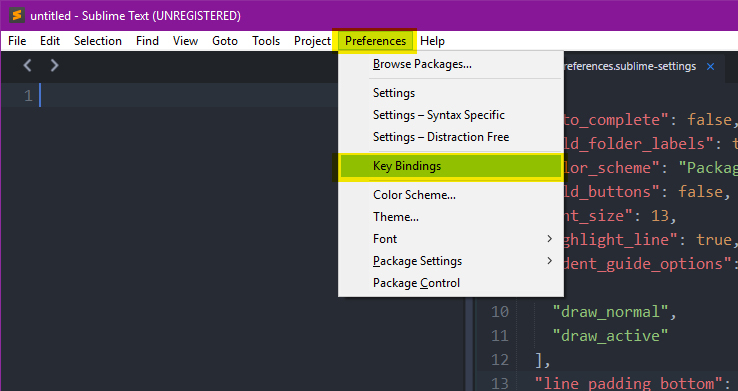 untitled - Sublime Text (UNREGISTERED)
File Edit Selection Find View Goto Tools Project Preferences Help
Browse Packages...
Settings
Settings – Syntax Specific
Settings – Distraction Free
Key Bindings
Color Scheme...
Theme...
Font
Package Settings
Package Control
1
references.sublime-settings ×
to_complete": false,
ld_folder_labels": t
lor_scheme": "Packag
ld_buttons": false,
nt_size": 13,
ghlight_line": true,
dent_guide_options":
10 "draw_normal",
11 "draw_active"
12 ],
13 "line_padding_bottom":